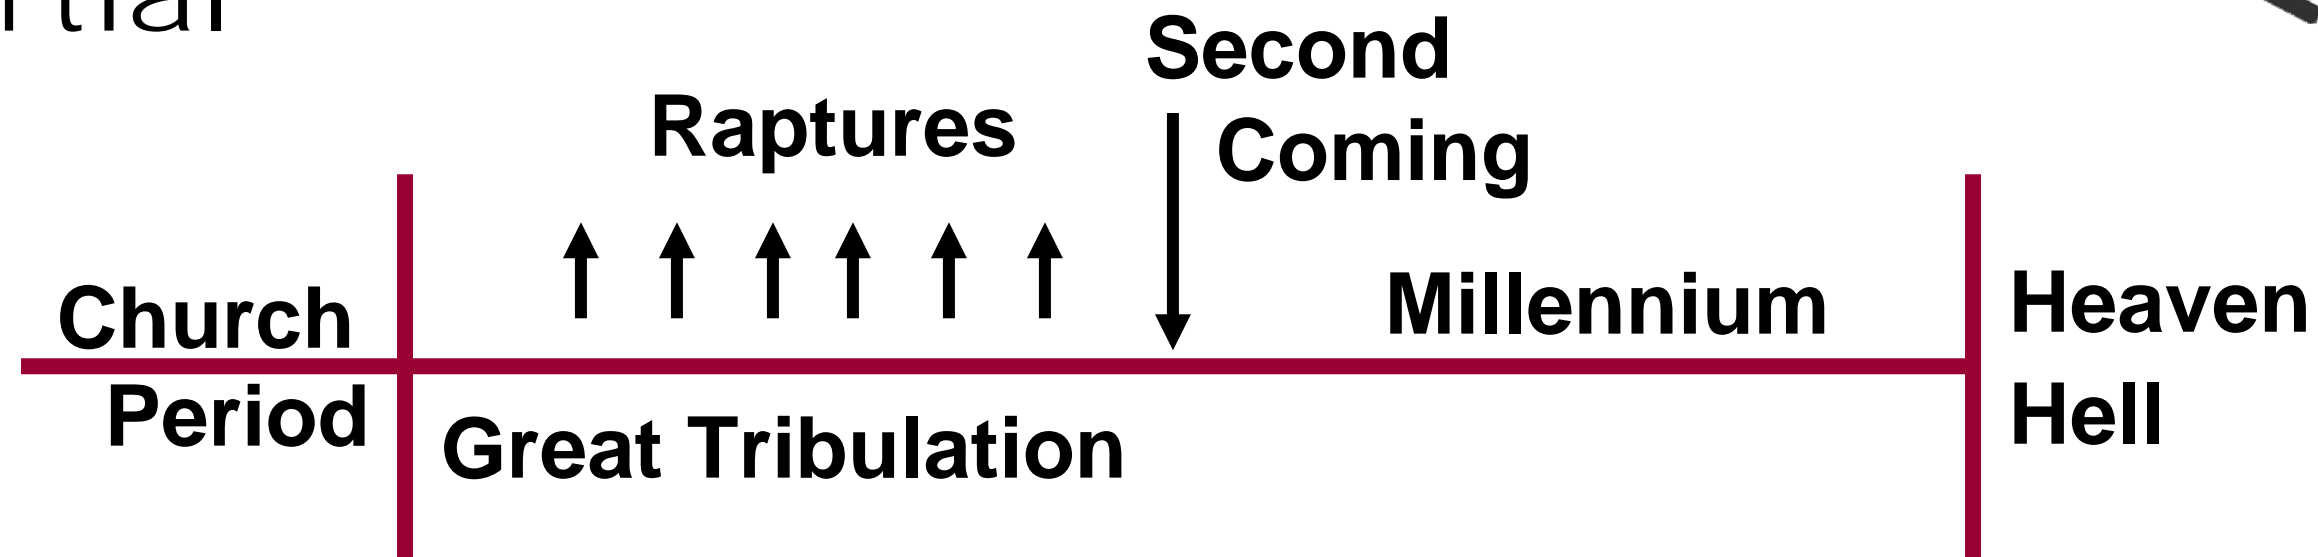 Second
Raptures
Coming
Church
Millennium
Heaven
Period
Great Tribulation
Hell